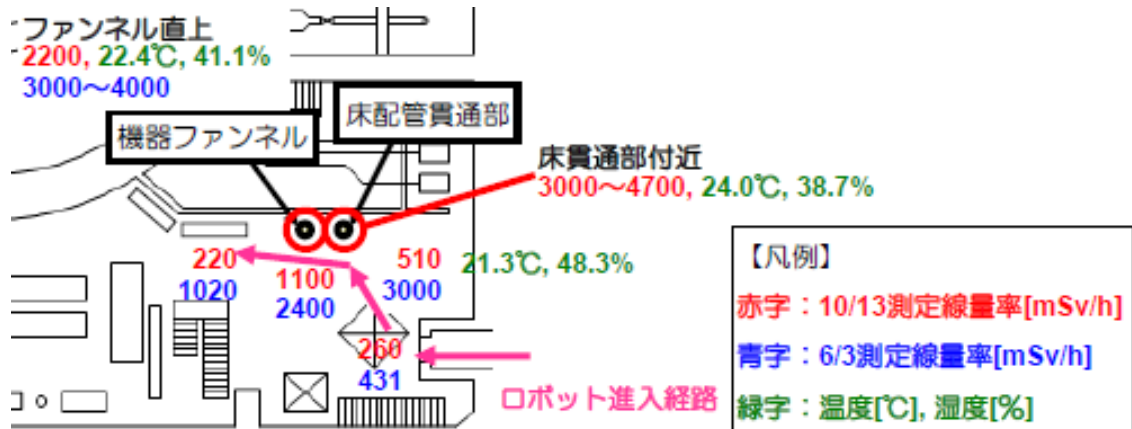 ファンネル直上
2200, 22.4℃, 41.1%
3000～4000
機器ファンネル
床配管貫通部
床貫通部付近
3000～4700, 24.0℃, 38.7%
220
1020
1100
2400
510
3000
21.3℃, 48.3%
260
431
ロボット進入経路
【凡例】
赤字：10/13測定線量率[mSv/h]
青字：6/3測定線量率[mSv/h]
緑字：温度[℃], 湿度[%]